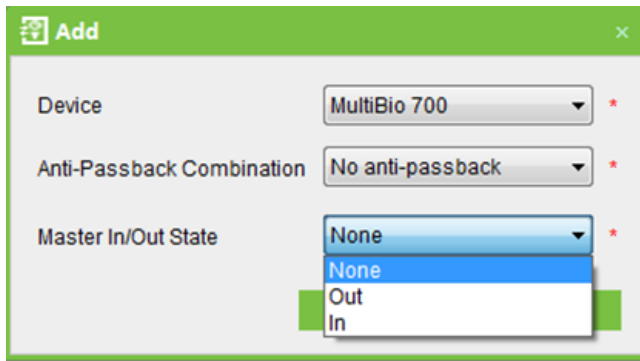 Add
×
Device MultiBio 700 *
Anti-Passback Combination No anti-passback *
Master In/Out State None *
None
Out
In